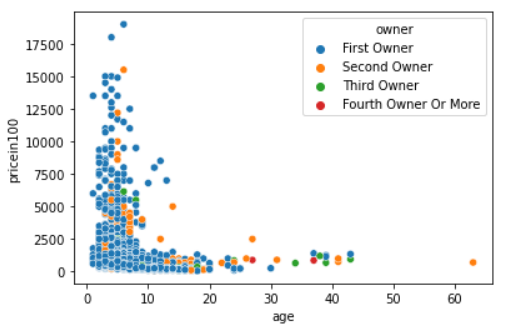 owner
First Owner
Second Owner
Third Owner
Fourth Owner Or More
17500
15000
12500
10000
7500
5000
2500
0
pricein100
0 10 20 30 40 50 60
age